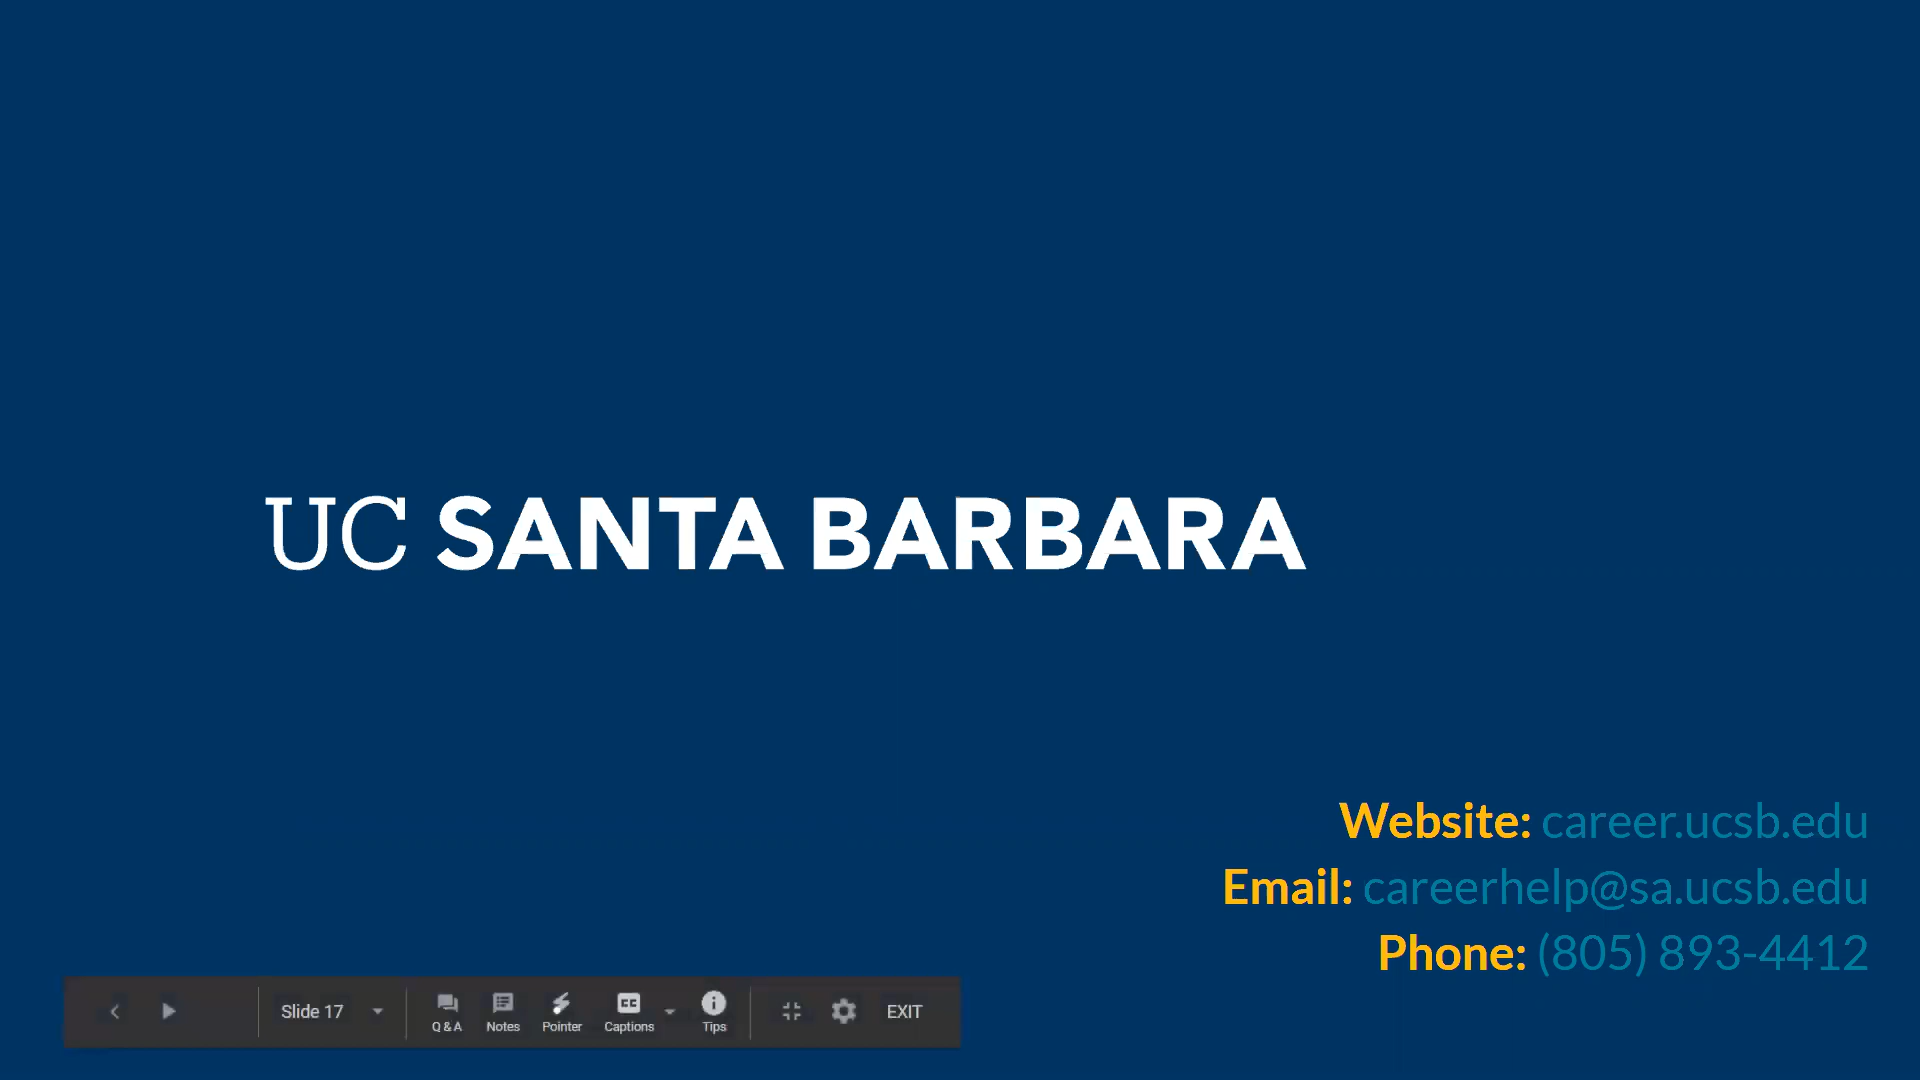 UC SANTA BARBARA
Website: career.ucsb.edu
Email: careerhelp@sa.ucsb.edu
Phone: (805) 893-4412
Slide 17
Q & A
Notes
Pointer
CC
Captions
Tips
EXIT